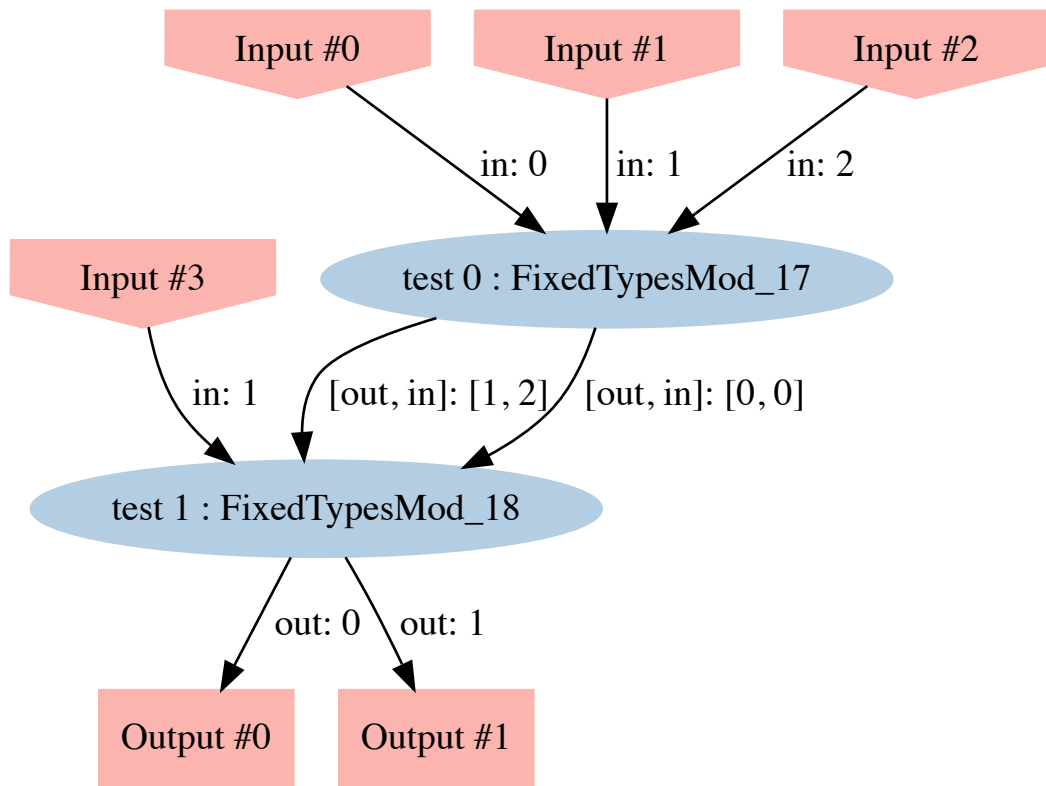 Input #0
Input #1
Input #2
in: 0
in: 1
in: 2
Input #3
test 0 : FixedTypesMod_17
in: 1
[out, in]: [1, 2]
[out, in]: [0, 0]
test 1 : FixedTypesMod_18
out: 0
out: 1
Output #0
Output #1